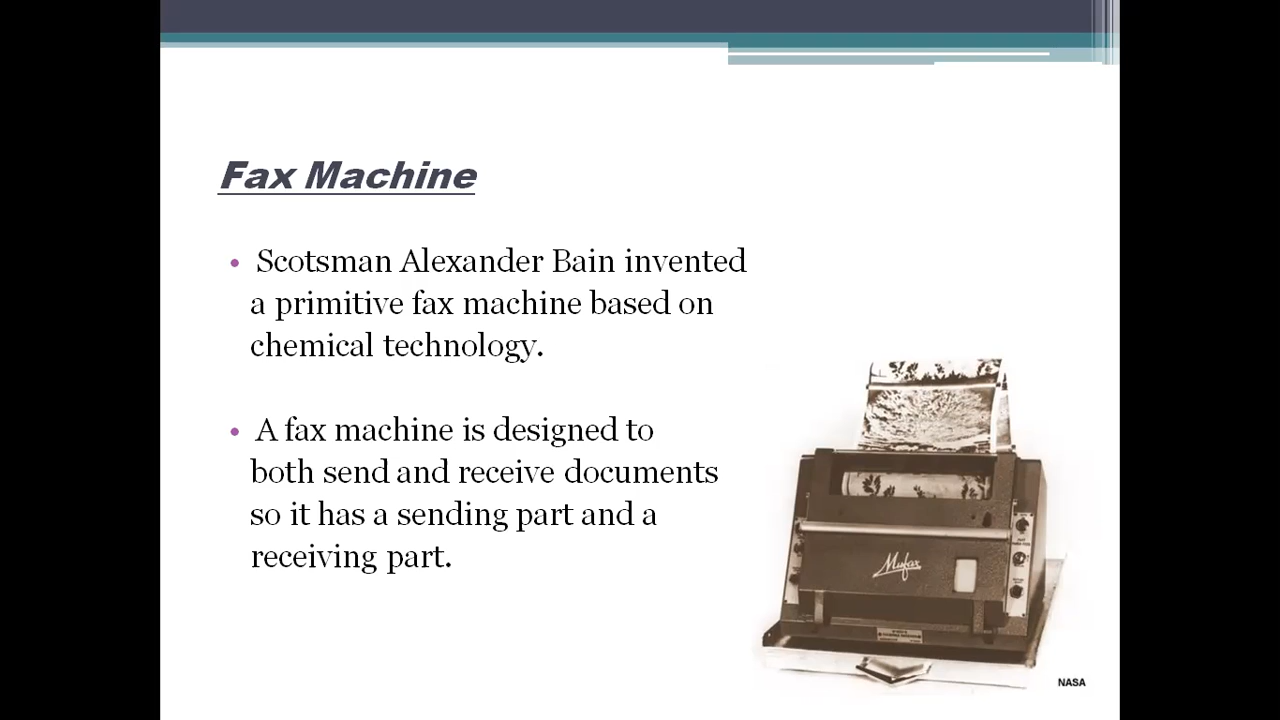 Fax Machine
• Scotsman Alexander Bain invented
a primitive fax machine based on
chemical technology.
• A fax machine is designed to
both send and receive documents
so it has a sending part and a
receiving part.
Mufax
NASA